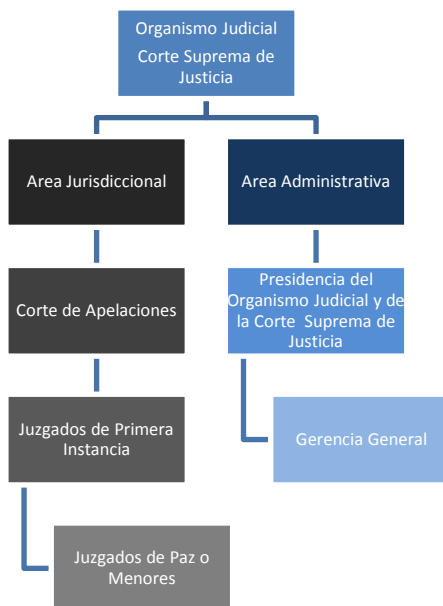 Organismo Judicial
Corte Suprema de
Justicia
Area Jurisdiccional
Area Administrativa
Corte de Apelaciones
Presidencia del
Organismo Judicial y de
la Corte Suprema de
Justicia
Juzgados de Primera
Instancia
Gerencia General
Juzgados de Paz o
Menores